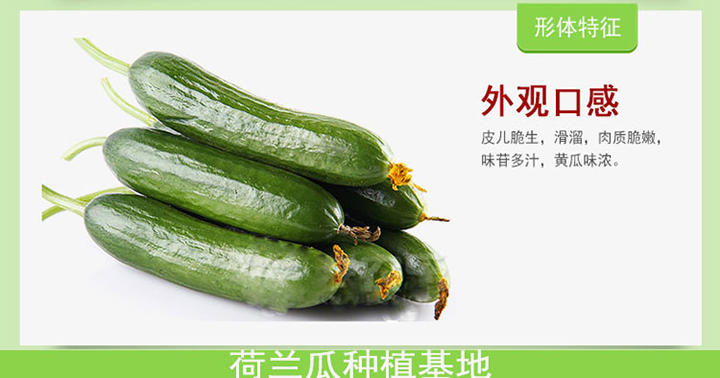 形体特征
外观口感
皮儿脆生，滑溜，肉质脆嫩，
味苷多汁，黄瓜味浓。
荷兰瓜种植基地